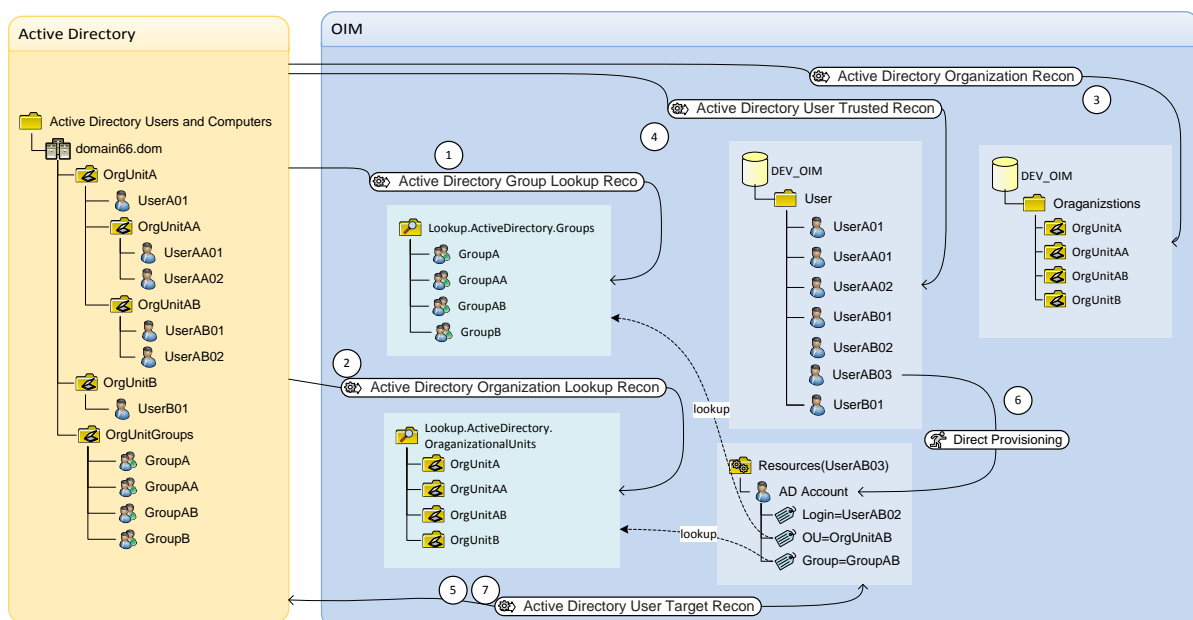 Active Directory
Active Directory Users and Computers
domain66.dom
OrgUnitA
UserA01
OrgUnitAA
UserAA01
UserAA02
OrgUnitAB
UserAB01
UserAB02
OrgUnitB
UserB01
OrgUnitGroups
GroupA
GroupAA
GroupAB
GroupB
OIM
Active Directory Organization Recon
3
Active Directory User Trusted Recon
4
1
Active Directory Group Lookup Reco
Lookup.ActiveDirectory.Groups
GroupA
GroupAA
GroupAB
GroupB
2
Active Directory Organization Lookup Recon
Lookup.ActiveDirectory.
OraganizationalUnits
OrgUnitA
OrgUnitAA
OrgUnitAB
OrgUnitB
DEV_OIM
User
UserA01
UserAA01
UserAA02
UserAB01
UserAB02
UserAB03
UserB01
DEV_OIM
Oraganizstions
OrgUnitA
OrgUnitAA
OrgUnitAB
OrgUnitB
6
Direct Provisioning
lookup
lookup
Resources(UserAB03)
AD Account
Login=UserAB02
OU=OrgUnitAB
Group=GroupAB
5
7
Active Directory User Target Recon